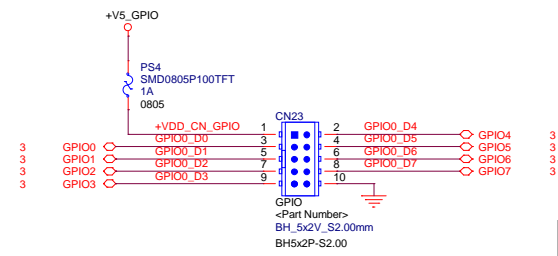 +V5_GPIO
PS4
SMD0805P100TFT
1A
0805
CN23
+VDD_CN_GPIO 1 2 GPIO0_D4 GPIO4 3
3 GPIO0 GPIO0_D0 3 4 GPIO0_D5 GPIO5 3
3 GPIO1 GPIO0_D1 5 6 GPIO0_D6 GPIO6 3
3 GPIO2 GPIO0_D2 7 8 GPIO0_D7 GPIO7 3
3 GPIO3 GPIO0_D3 9 10
GPIO
<Part Number>
BH_5x2V_S2.00mm
BH5x2P-S2.00